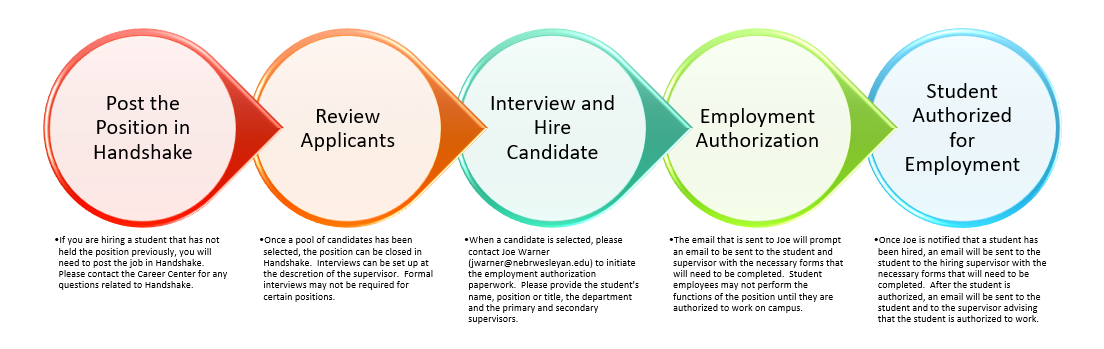 Post the
Position in
Handshake
Review
Applicants
Interview and
Hire
Candidate
Employment
Authorization
Student
Authorized
for
Employment
•If you are hiring a student that has not
held the position previously, you will
need to post the job in Handshake.
Please contact the Career Center for any
questions related to Handshake.
•Once a pool of candidates has been
selected, the position can be closed in
Handshake. Interviews can be set up at
the descretion of the supervisor. Formal
interviews may not be required for
certain positions.
•When a candidate is selected, please
contact Joe Warner
(jwarner@nebrwesleyan.edu) to initiate
the employment authorization
paperwork. Please provide the student's
name, position or title, the department
and the primary and secondary
supervisors.
•The email that is sent to Joe will prompt
an email to be sent to the student and
supervisor with the necessary forms that
will need to be completed. Student
employees may not perform the
functions of the position until they are
authorized to work on campus.
•Once Joe is notified that a student has
been hired, an email will be sent to the
student to the hiring supervisor with the
necessary forms that will need to be
completed. After the student is
authorized, an email will be sent to the
student and to the supervisor advising
that the student is authorized to work.